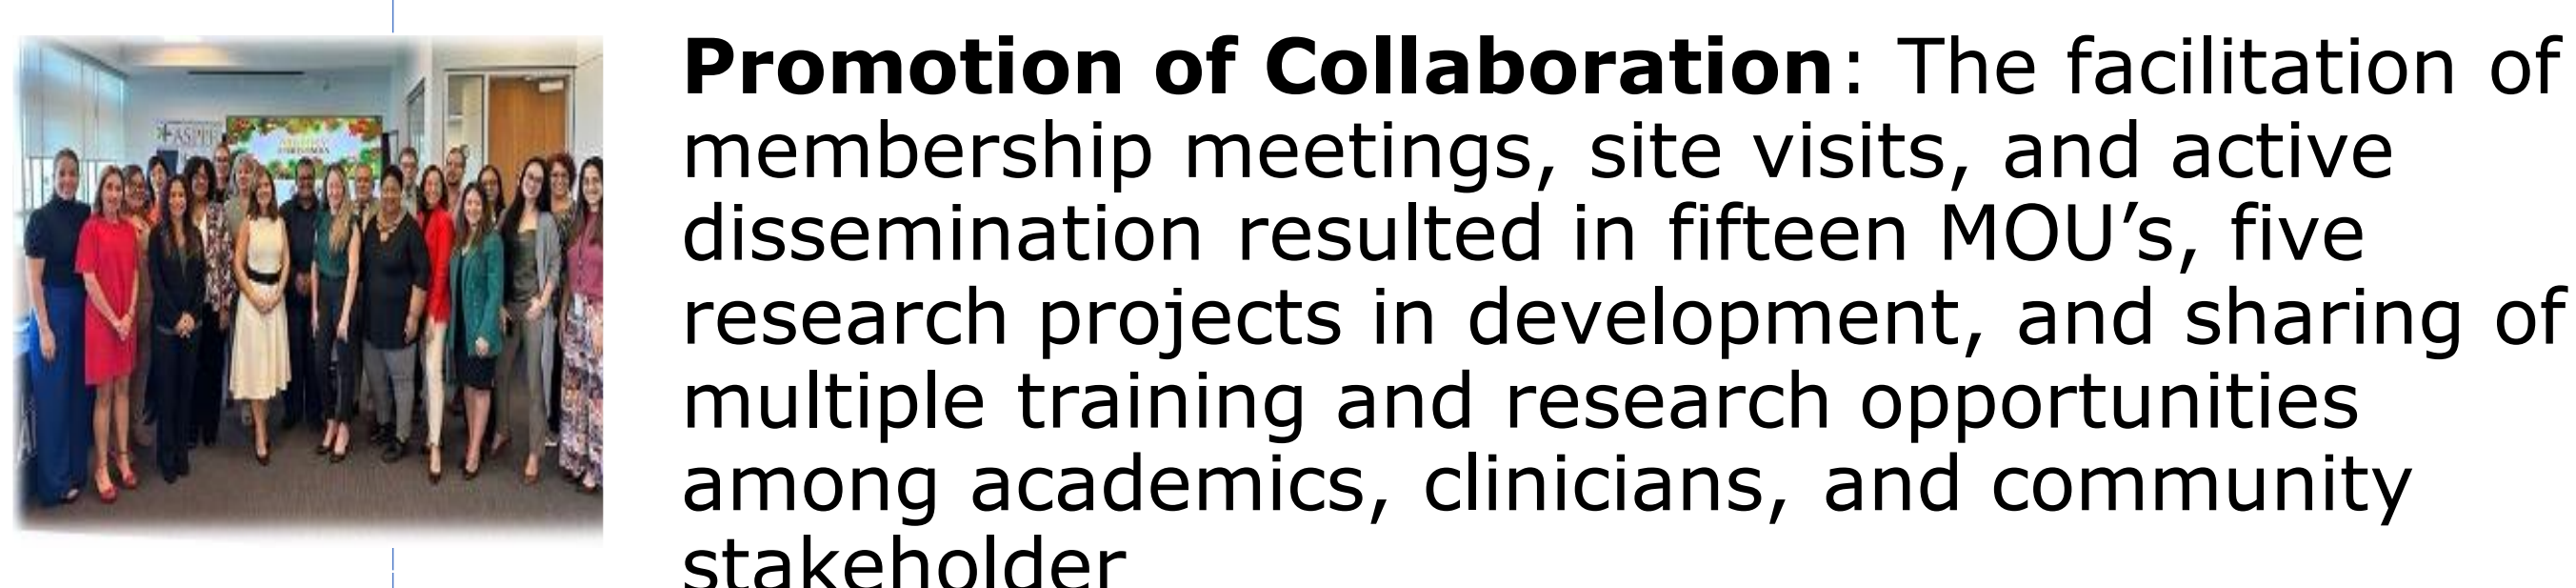 Promotion of Collaboration: The facilitation of
membership meetings, site visits, and active
dissemination resulted in fifteen MOU’s, five
research projects in development, and sharing of
multiple training and research opportunities
among academics, clinicians, and community
stakeholder